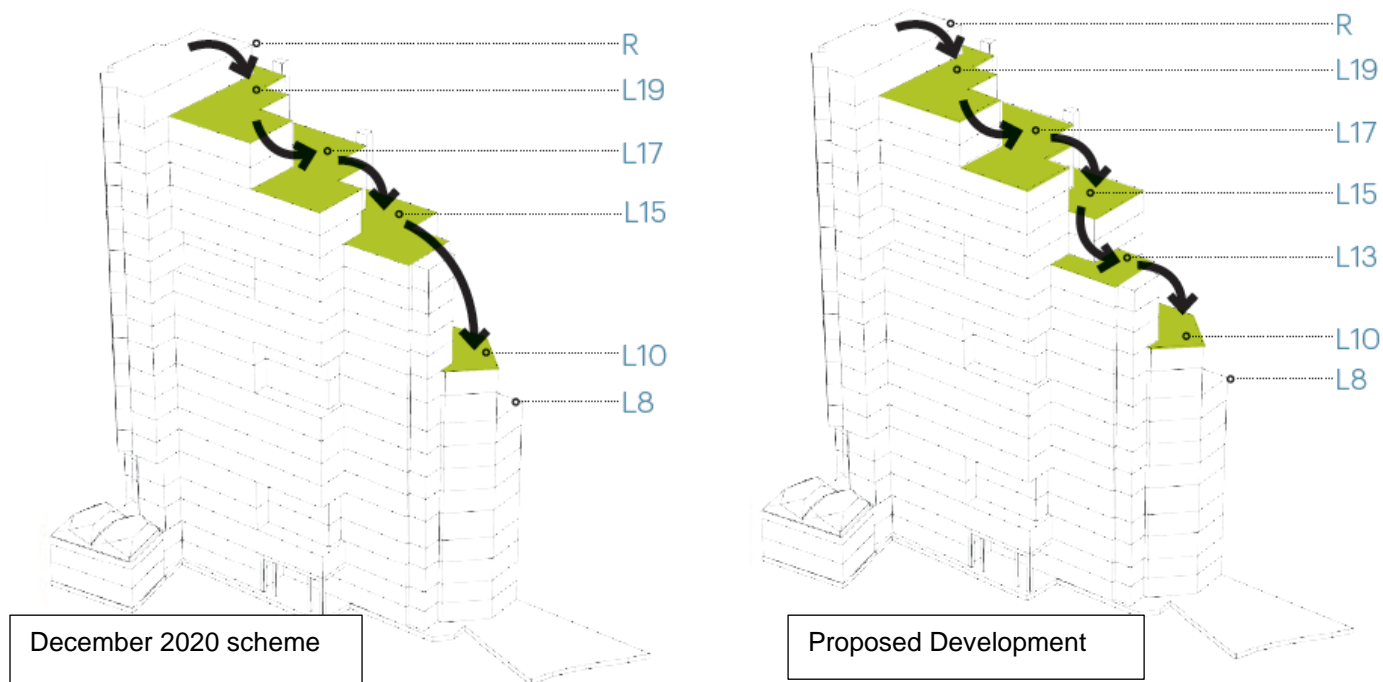 R
L19
L17
L15
L10
L8
December 2020 scheme
R
L19
L17
L15
L13
L10
L8
Proposed Development